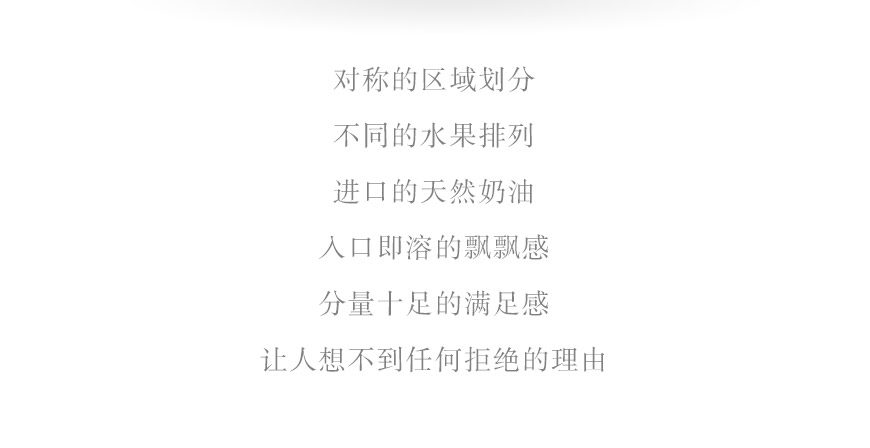 对称的区域划分
不同的水果排列
进口的天然奶油
入口即溶的飘飘感
分量十足的满足感
让人想不到任何拒绝的理由